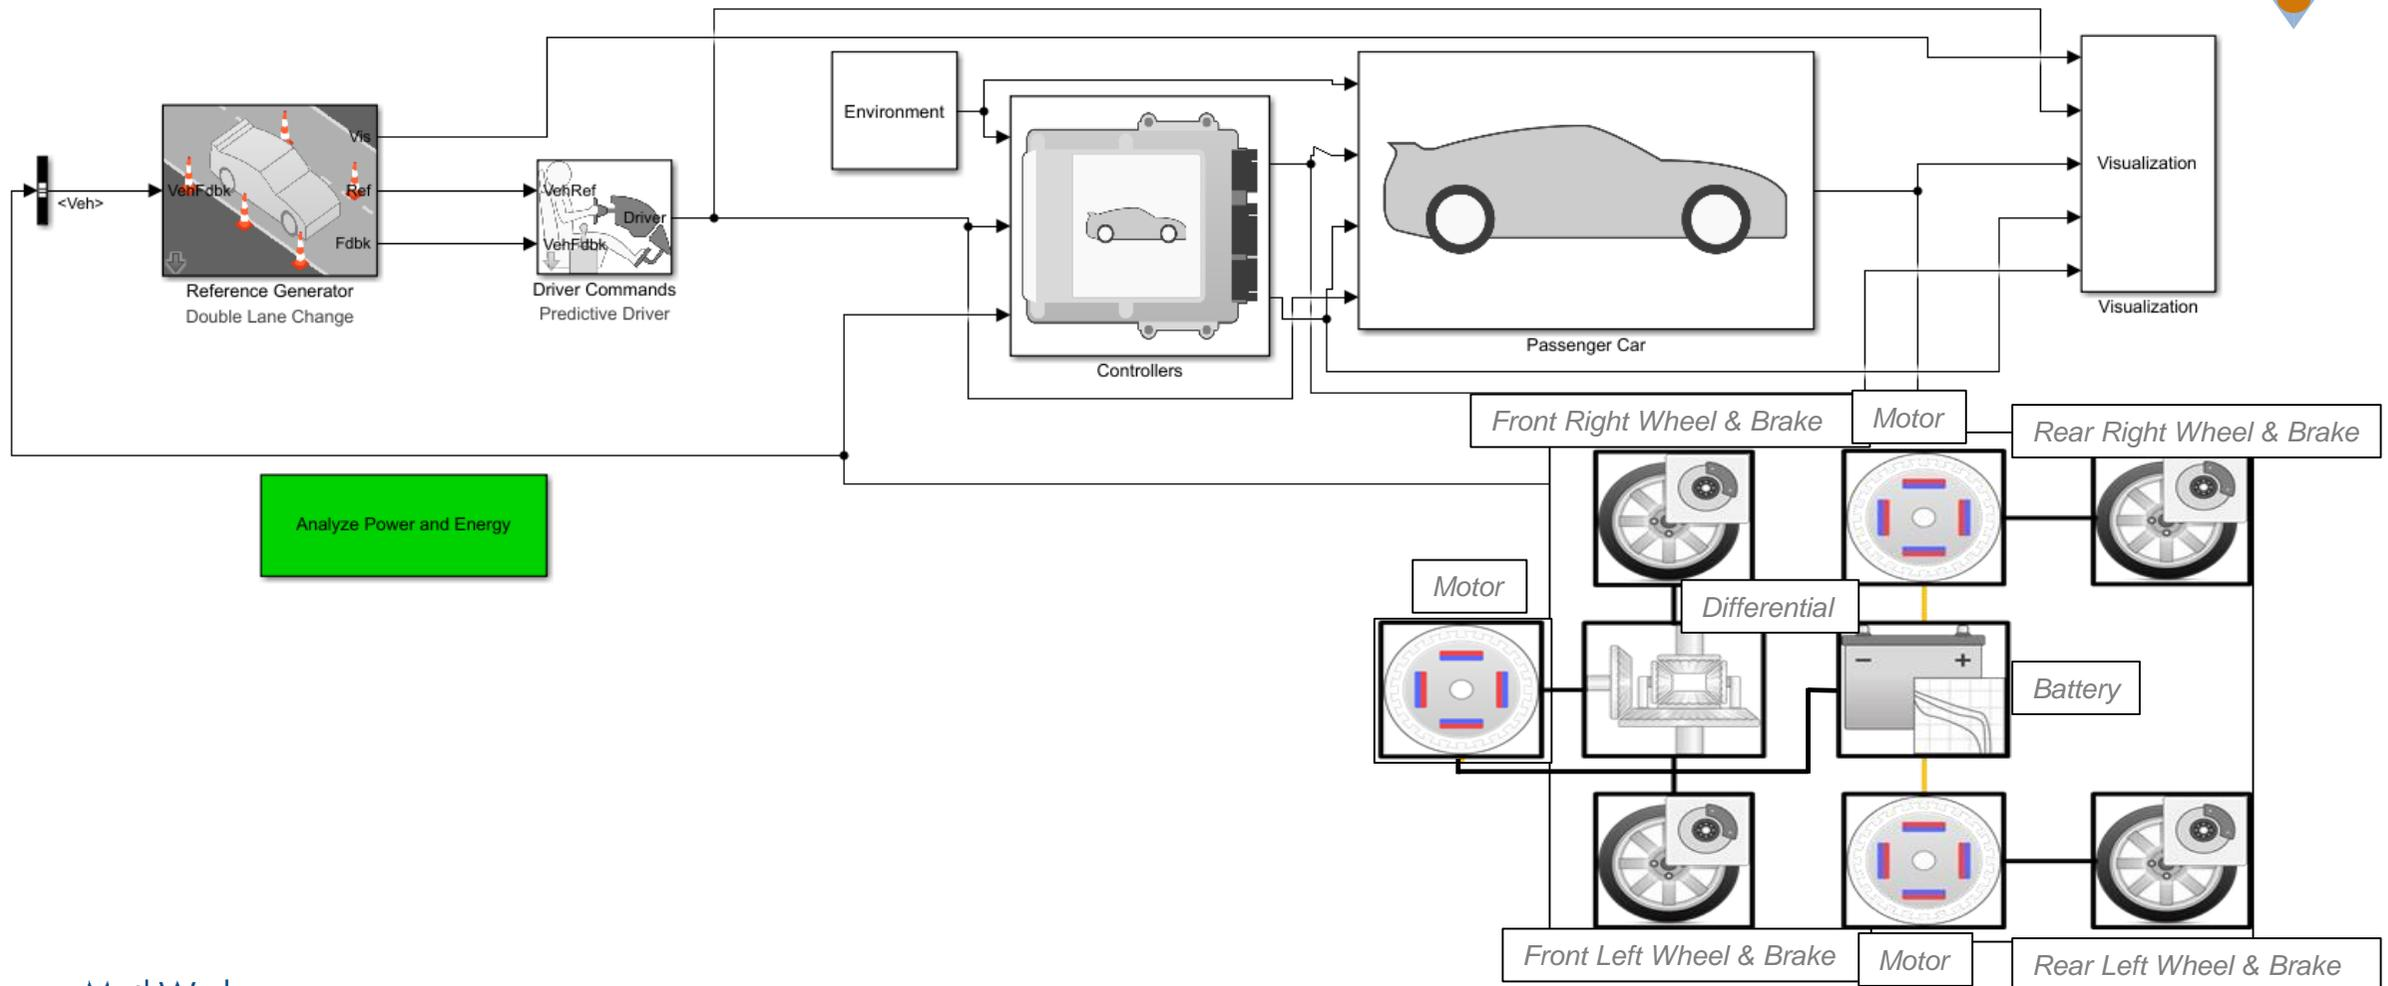 Environment
Visualization
Vis
<Veh>
VehFdbk
Ref
VehRef
Driver
Fdbk
VehFdbk
Reference Generator
Double Lane Change
Driver Commands
Predictive Driver
Visualization
Passenger Car
Controllers
Front Right Wheel & Brake
Motor
Rear Right Wheel & Brake
Analyze Power and Energy
Motor
Differential
- +
Battery
Front Left Wheel & Brake
Motor
Rear Left Wheel & Brake